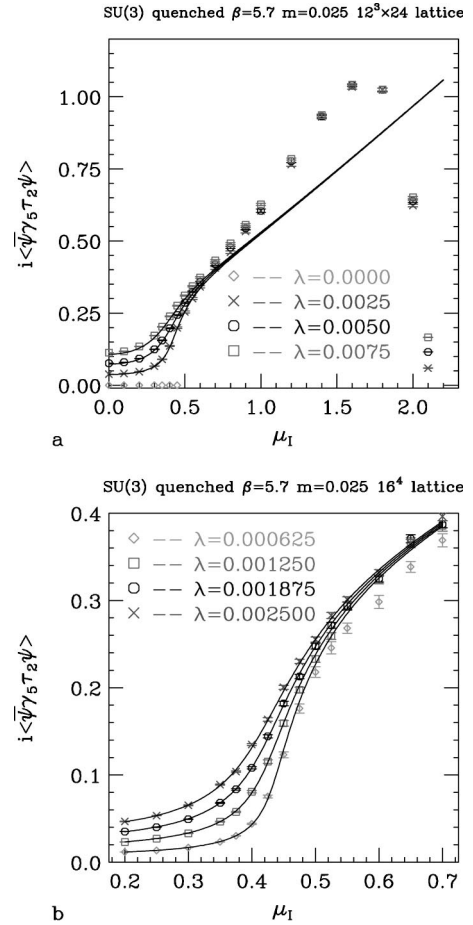 SU(3) quenched β=5.7 m=0.025 12³×24 lattice
i<ψ̅γ₅τ₂ψ>
1.00
0.75
0.50
0.25
0.00
◇ −− λ=0.0000
× −− λ=0.0025
○ −− λ=0.0050
□ −− λ=0.0075
0.0 0.5 1.0 1.5 2.0
μ_I
a
SU(3) quenched β=5.7 m=0.025 16⁴ lattice
i<ψ̅γ₅τ₂ψ>
0.4
0.3
0.2
0.1
0.0
◇ −− λ=0.000625
□ −− λ=0.001250
○ −− λ=0.001875
× −− λ=0.002500
0.2 0.3 0.4 0.5 0.6 0.7
μ_I
b